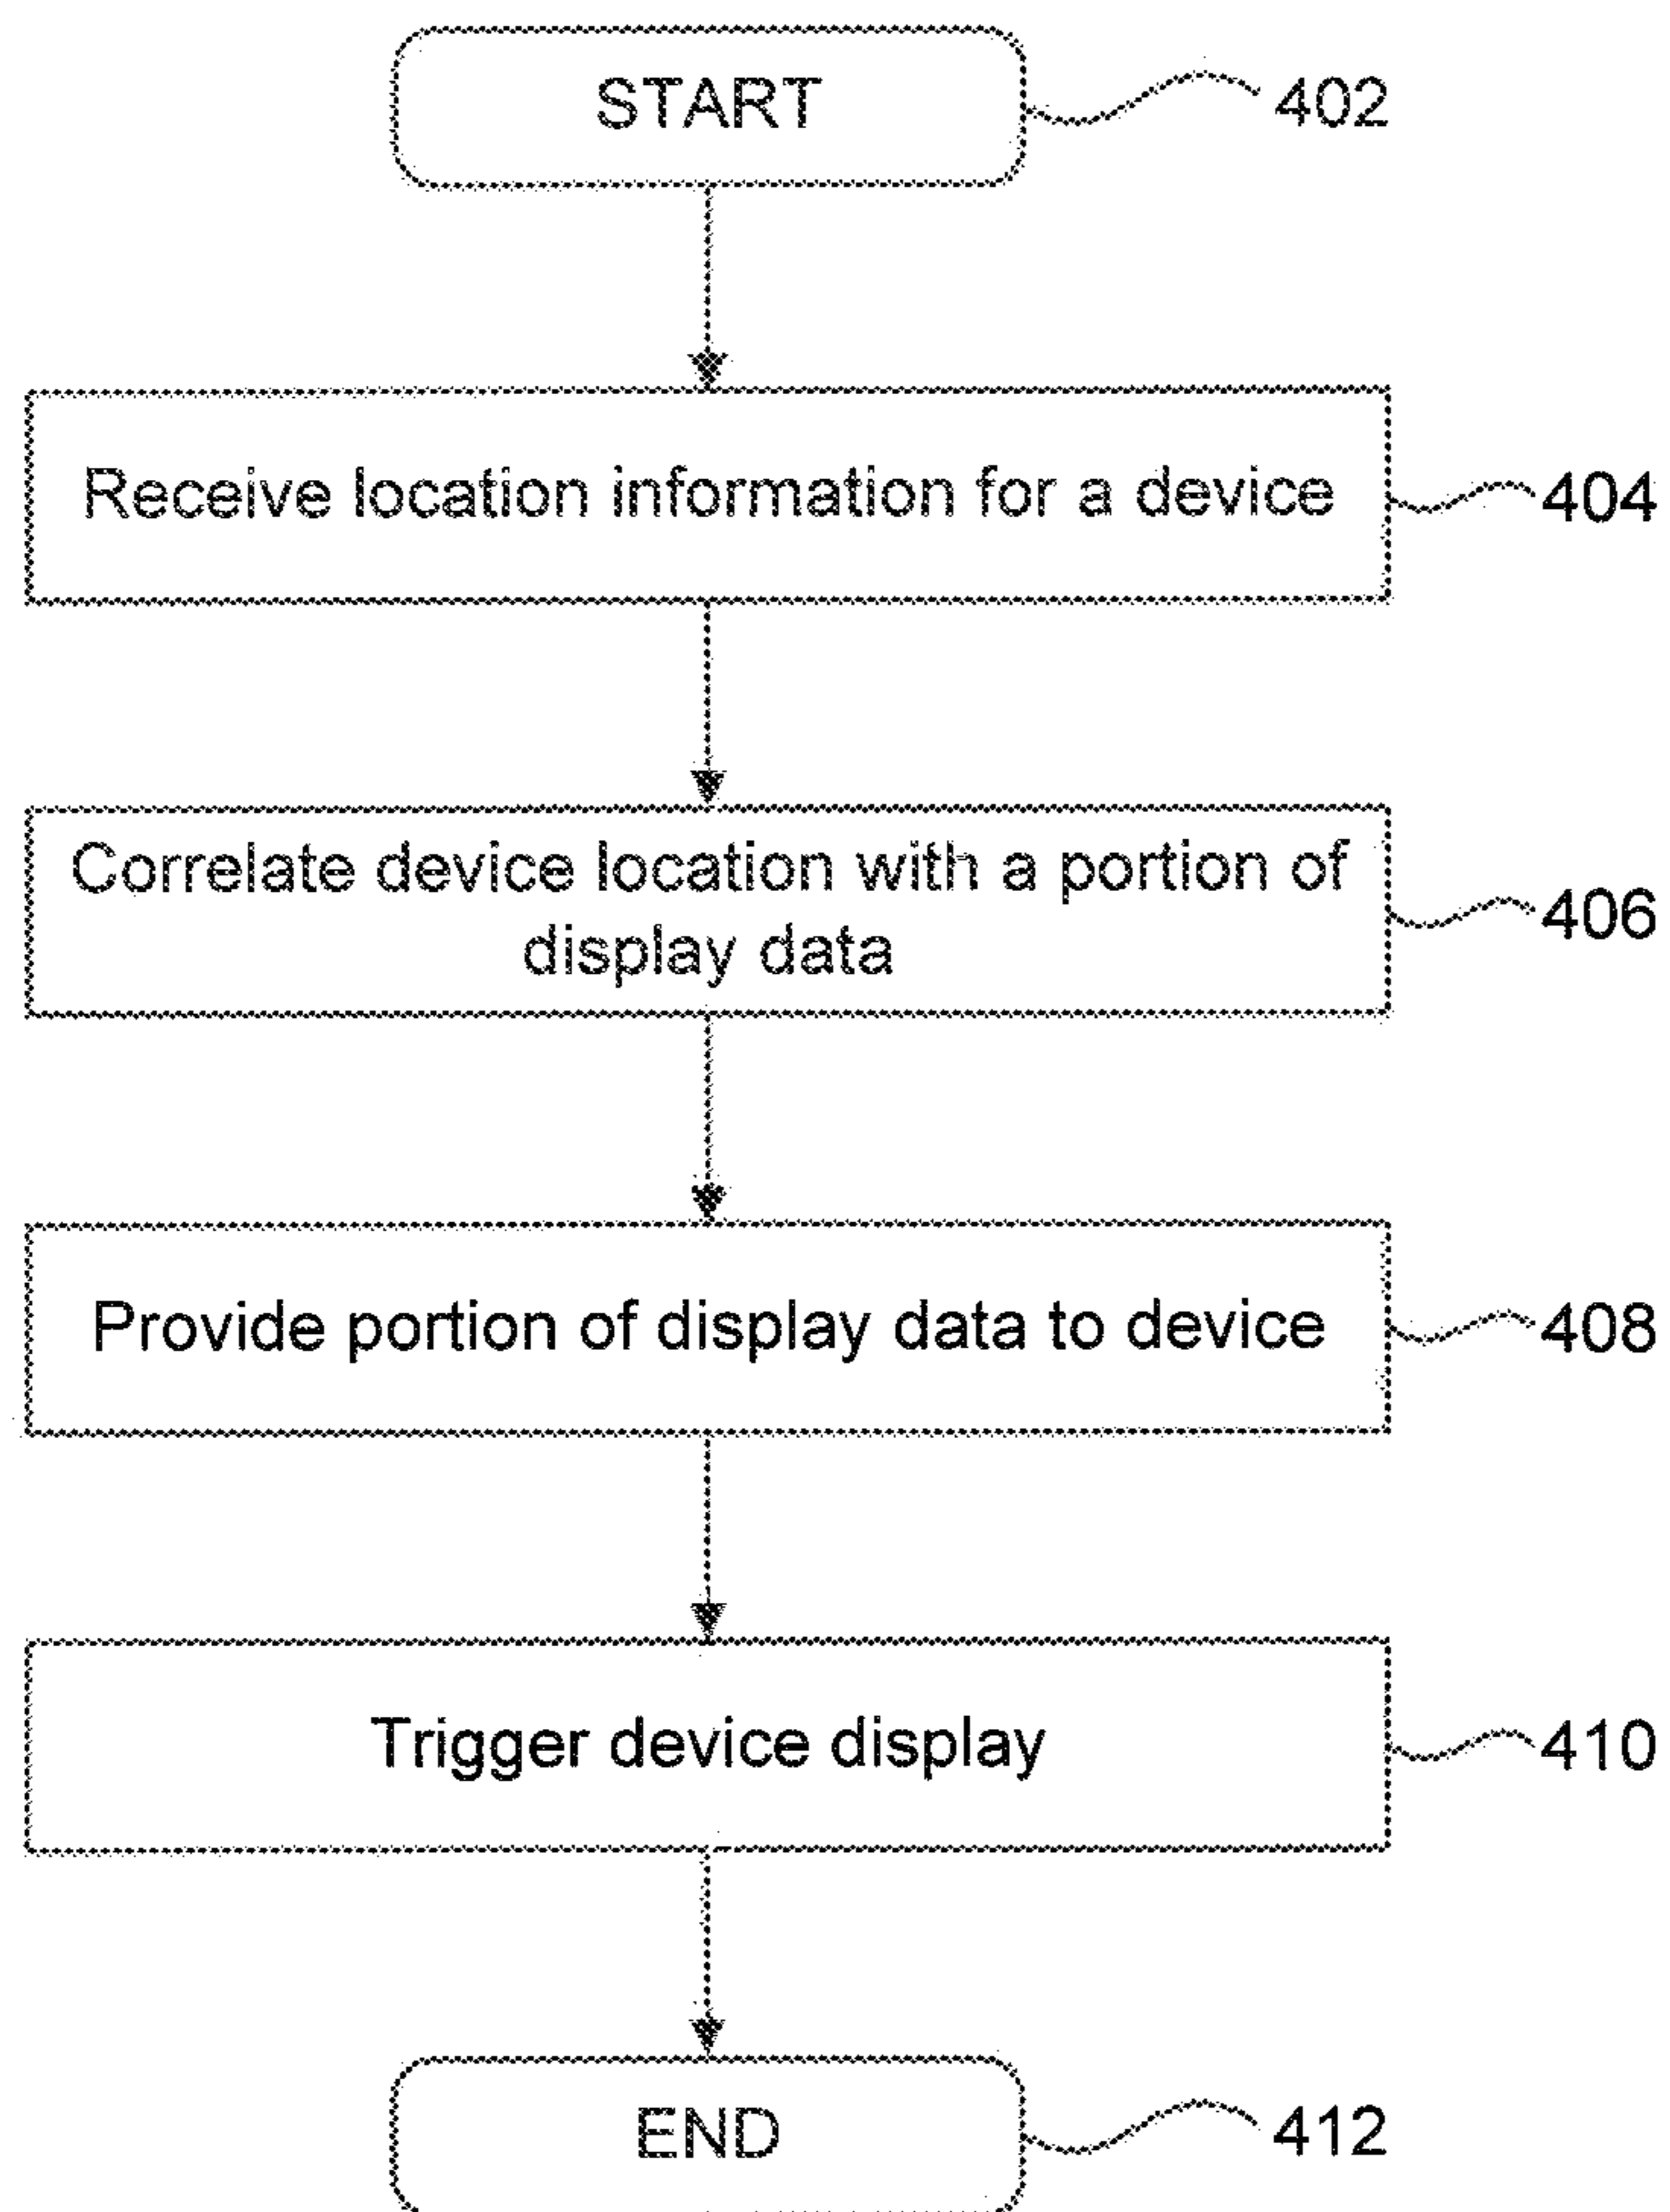 START
402
Receive location information for a device
404
Correlate device location with a portion of
display data
406
Provide portion of display data to device
408
Trigger device display
410
END
412